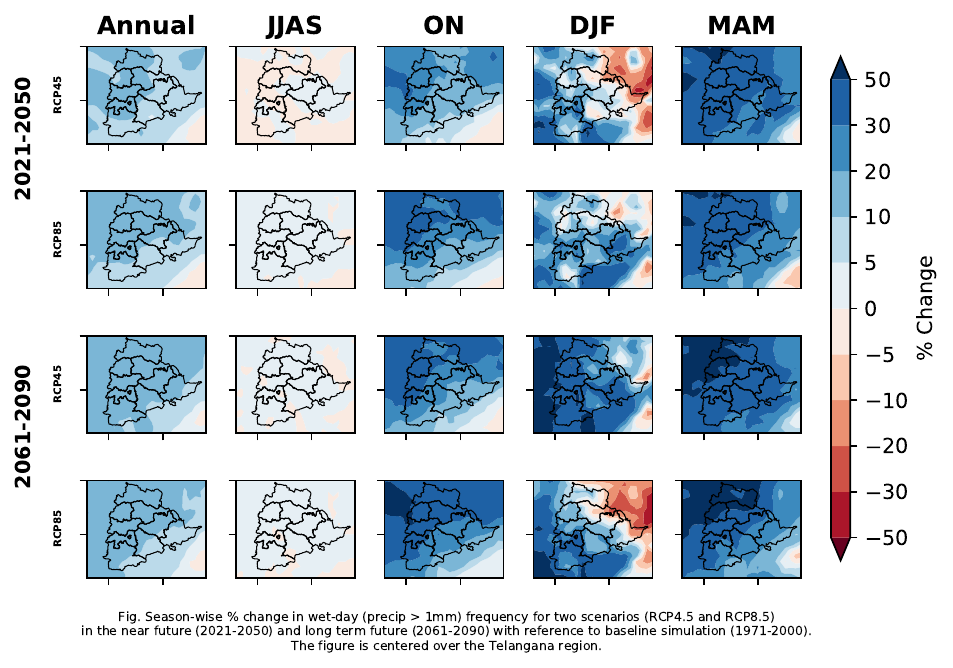 Annual JJAS ON DJF MAM
2021-2050
RCP45
RCP85
2061-2090
RCP45
RCP85
50
30
20
10
5
0
−5
−10
−20
−30
−50
% Change
Fig. Season-wise % change in wet-day (precip > 1mm) frequency for two scenarios (RCP4.5 and RCP8.5)
in the near future (2021-2050) and long term future (2061-2090) with reference to baseline simulation (1971-2000).
The figure is centered over the Telangana region.